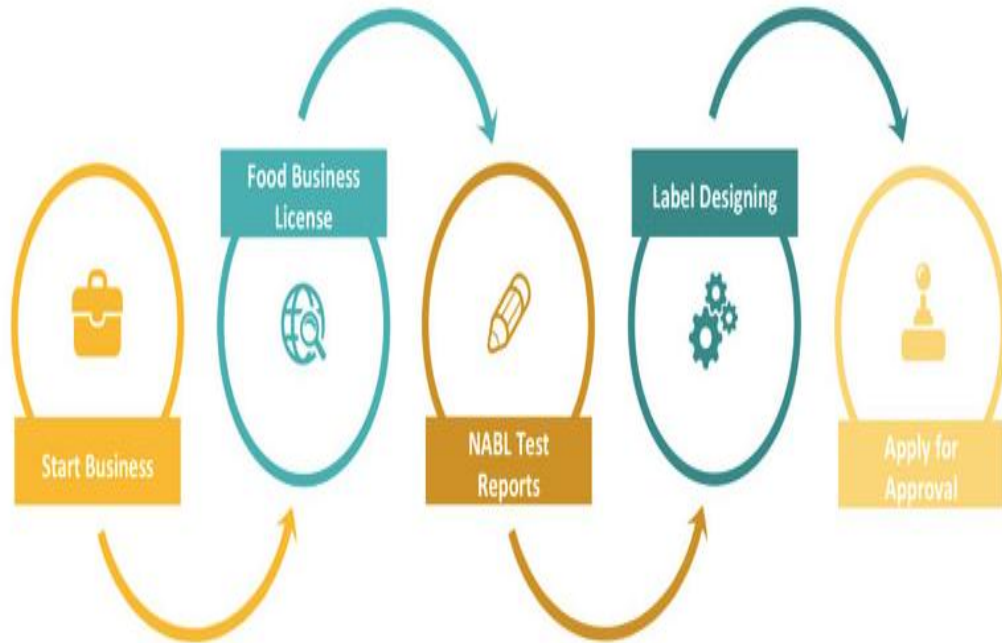 Start Business
Food Business
License
NABL Test
Reports
Label Designing
Apply for
Approval